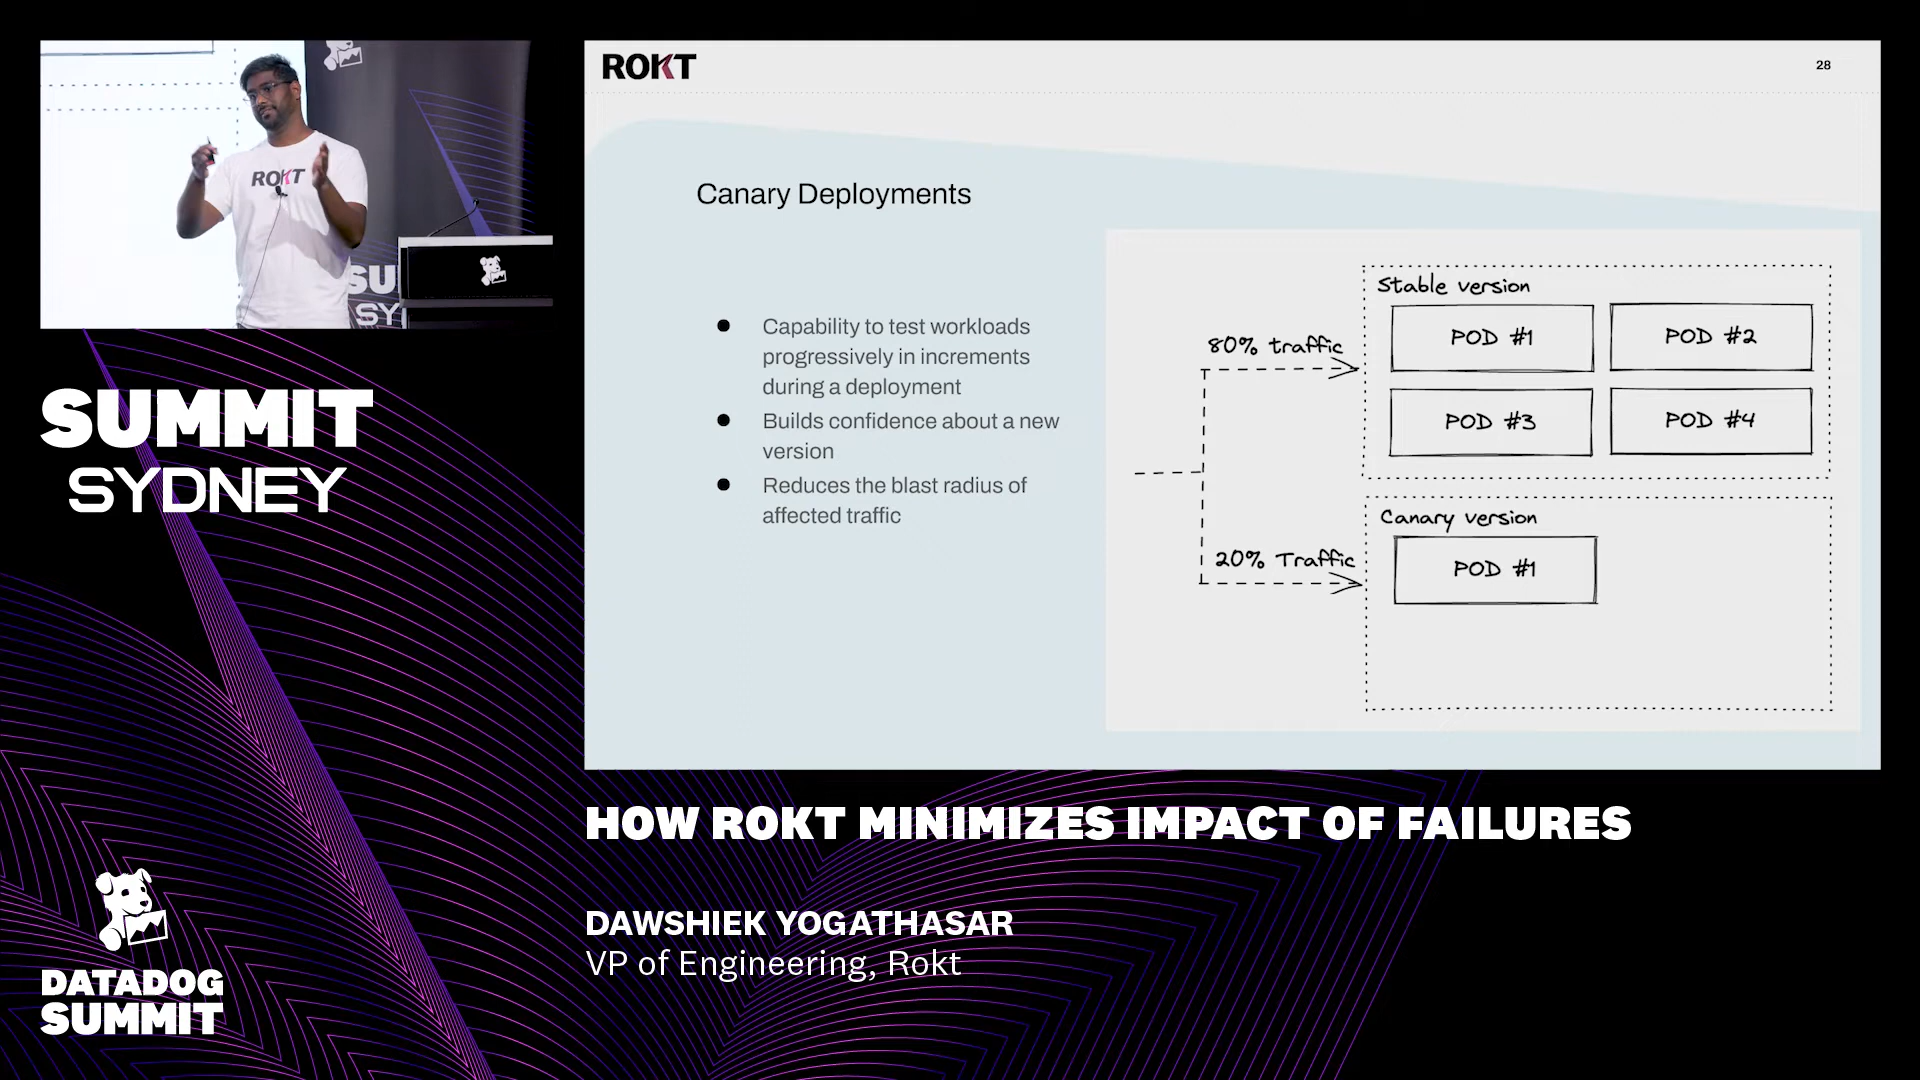 ROKT
SU
SY
SUMMIT
SYDNEY
DATADOG
SUMMIT
ROKT
28
Canary Deployments
● Capability to test workloads
progressively in increments
during a deployment
● Builds confidence about a new
version
● Reduces the blast radius of
affected traffic
80% traffic
Stable version
POD #1
POD #2
POD #3
POD #4
20% Traffic
Canary version
POD #1
HOW ROKT MINIMIZES IMPACT OF FAILURES
DAWSHIEK YOGATHASAR
VP of Engineering, Rokt